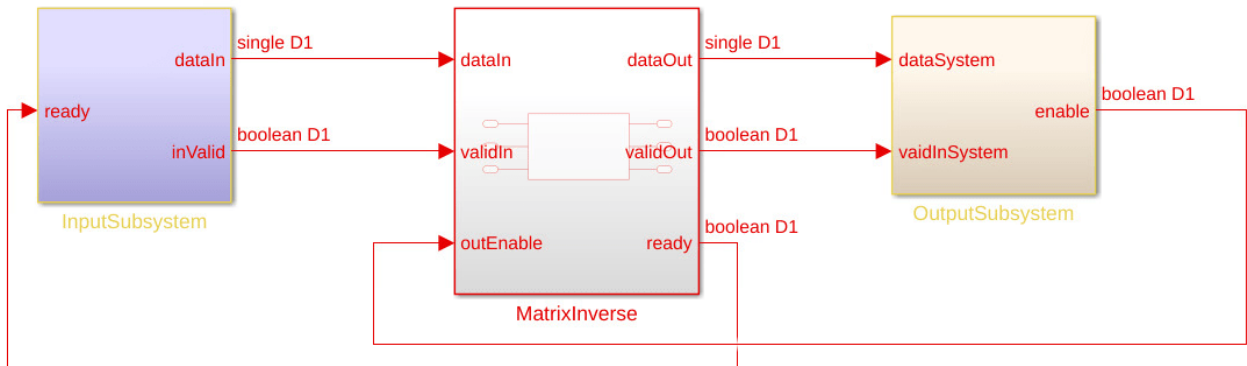 single D1
single D1
dataIn
dataIn
dataOut
dataSystem
boolean D1
ready
enable
boolean D1
boolean D1
inValid
validIn
validOut
vaidInSystem
InputSubsystem
OutputSubsystem
boolean D1
outEnable
ready
MatrixInverse